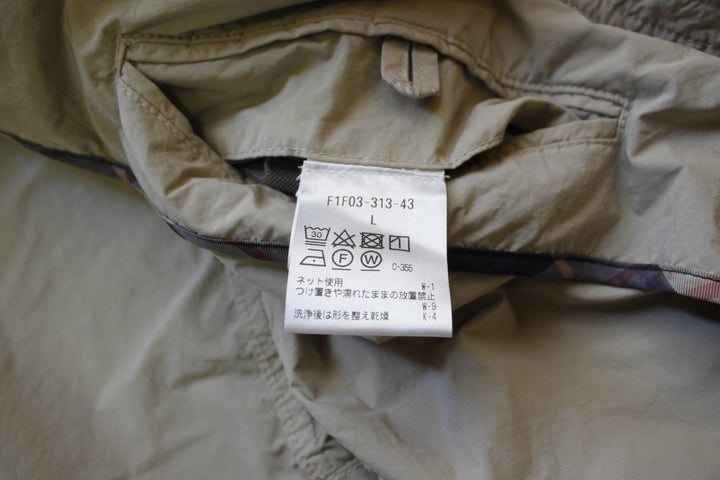 F1F03-313-43
L
30
F W C-355
ネット使用 W-1
つけ置きや濡れたままの放置禁止
W-9
洗浄後は形を整え乾燥 K-4